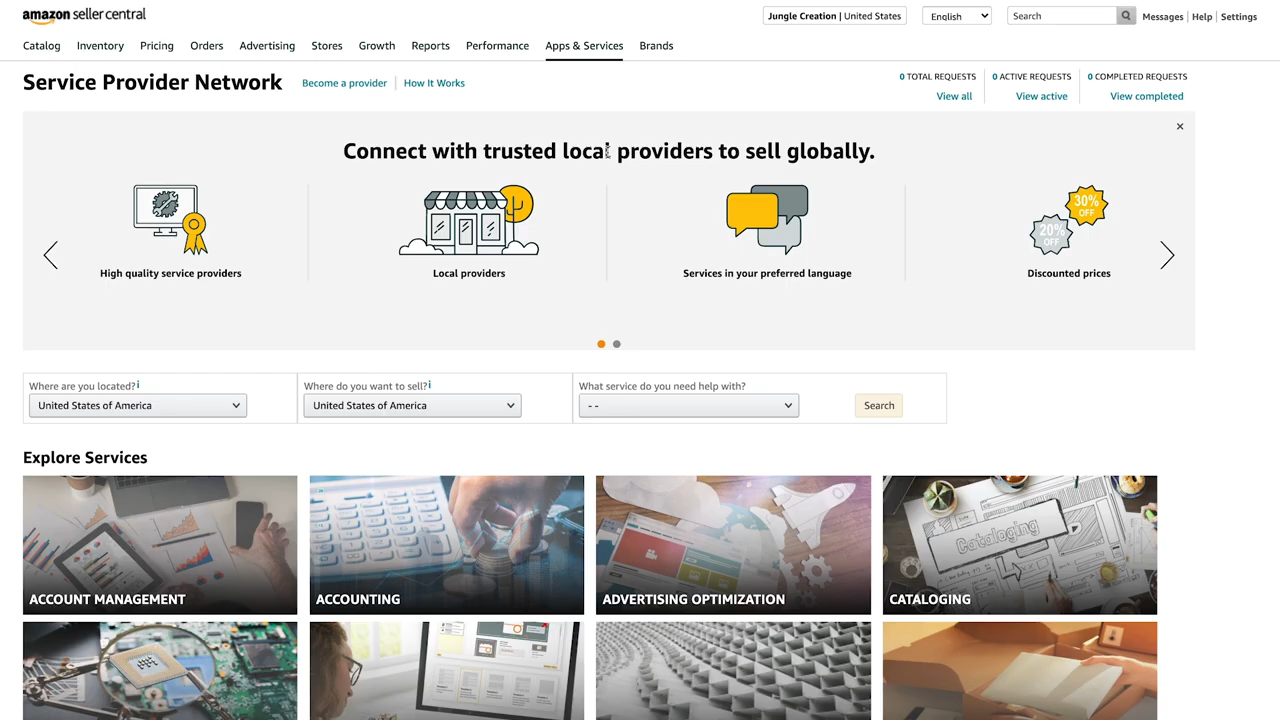 amazon seller central
Jungle Creation | United States
English
Search
Messages | Help | Settings
Catalog Inventory Pricing Orders Advertising Stores Growth Reports Performance Apps & Services Brands
Service Provider Network
Become a provider | How It Works
0 TOTAL REQUESTS
View all
0 ACTIVE REQUESTS
View active
0 COMPLETED REQUESTS
View completed
Connect with trusted local providers to sell globally.
30%
OFF
20%
OFF
High quality service providers
Local providers
Services in your preferred language
Discounted prices
Where are you located?
United States of America
Where do you want to sell?
United States of America
What service do you need help with?
- -
Search
Explore Services
Cataloging
ACCOUNT MANAGEMENT
ACCOUNTING
ADVERTISING OPTIMIZATION
CATALOGING